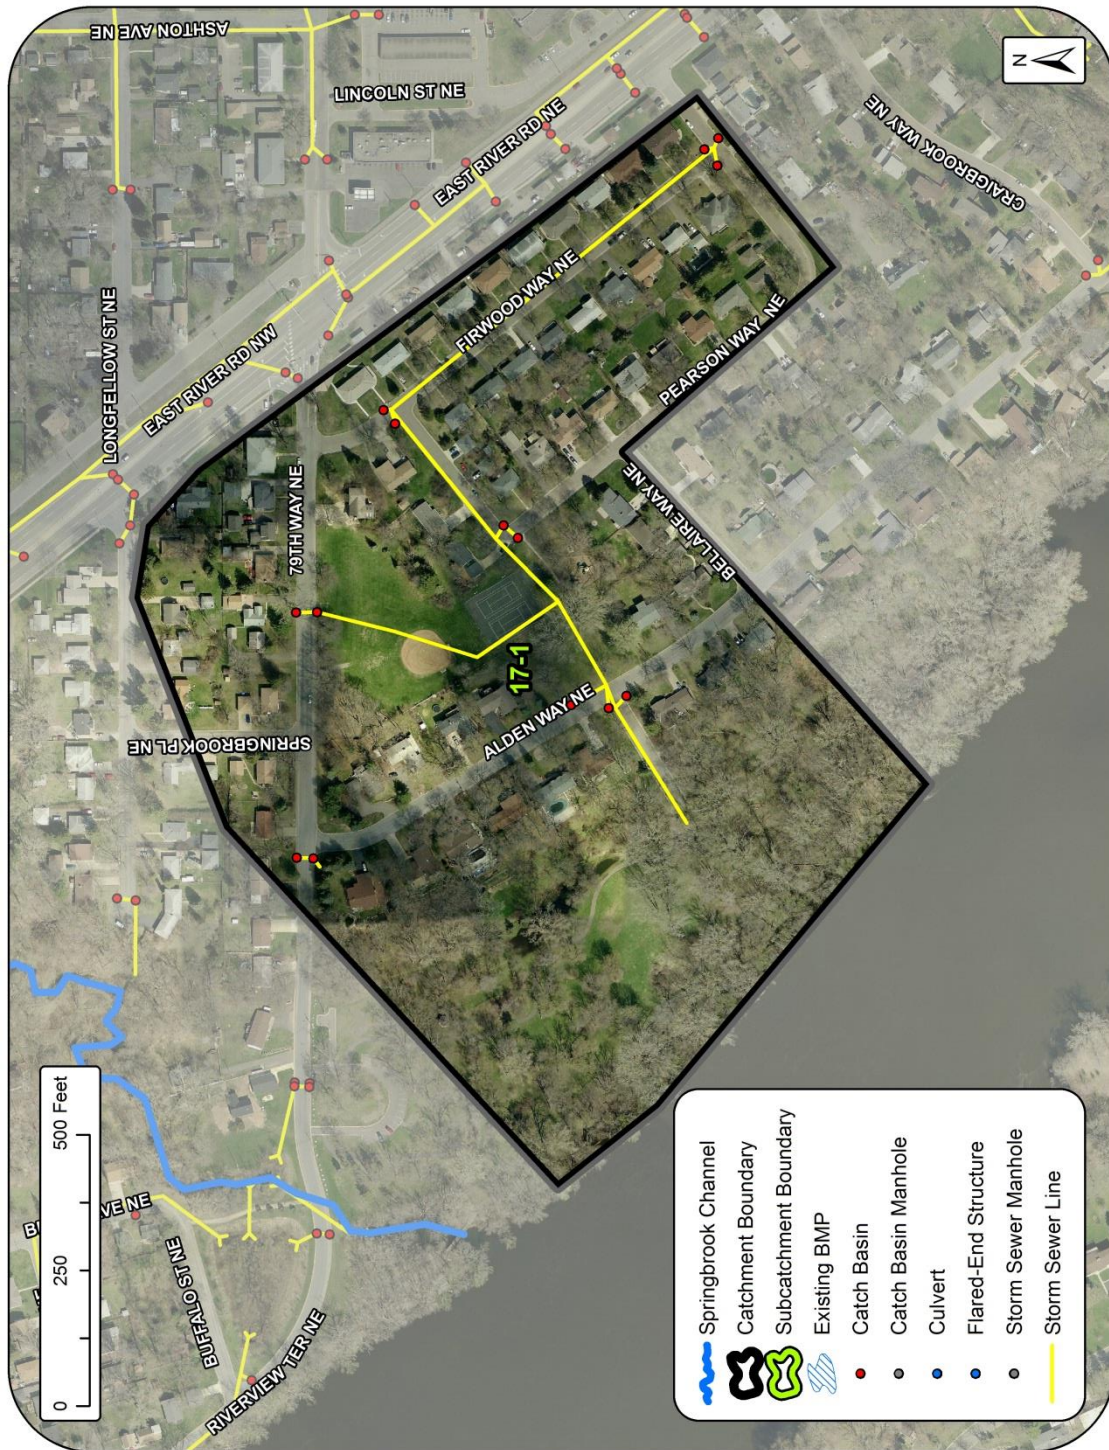 0 250 500 Feet
AVE NE
LONGFELLOW ST NE
ASHTON AVE NE
BUFFALO ST NE
EAST RIVER RD NW
SPRINGBROOK PL NE
RIVERVIEW TER NE
79TH WAY NE
LINCOLN ST NE
EAST RIVER RD NE
17-1
FIRWOOD WAY NE
ALDEN WAY NE
BELLAIRE WAY NE
PEARSON WAY NE
CRAIGBROOK WAY NE
N
Springbrook Channel
Catchment Boundary
Subcatchment Boundary
Existing BMP
Catch Basin
Catch Basin Manhole
Culvert
Flared-End Structure
Storm Sewer Manhole
Storm Sewer Line